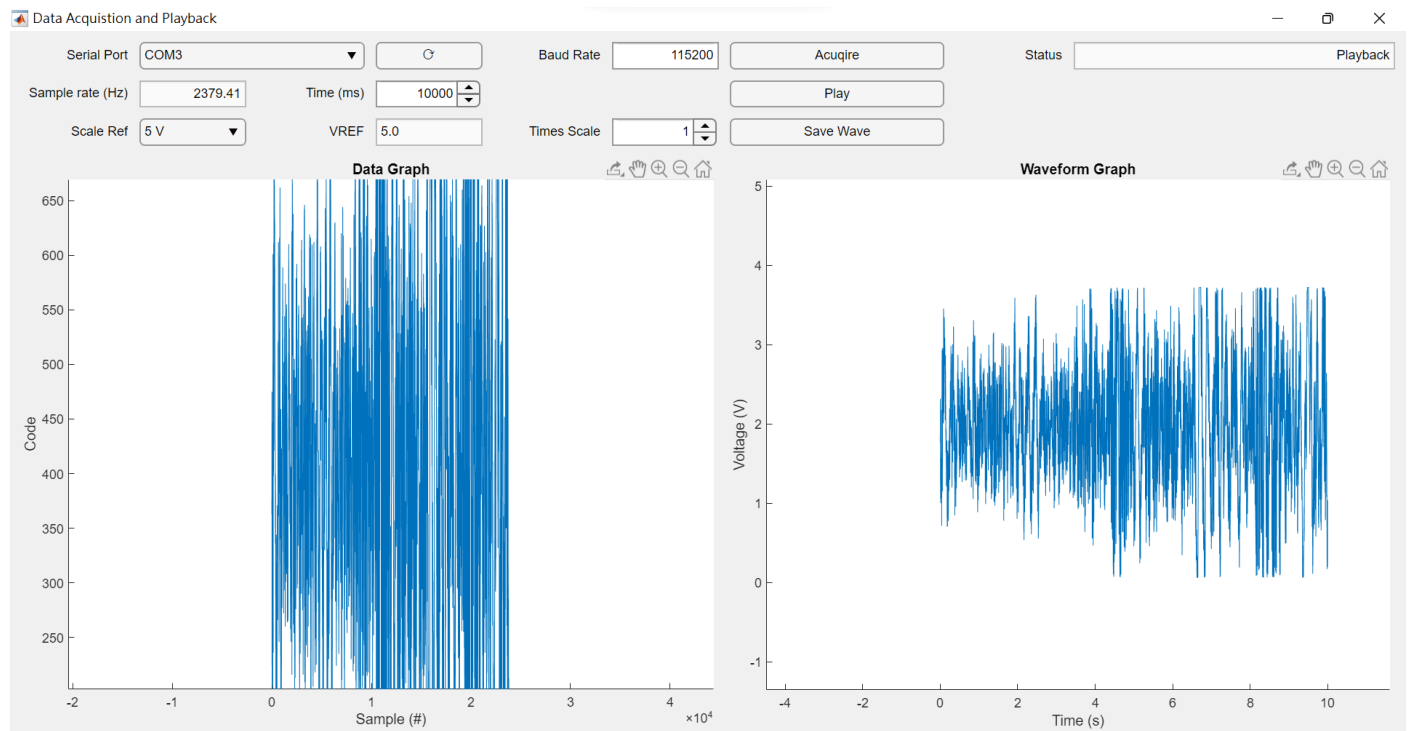 Data Acquistion and Playback
Serial Port COM3 Baud Rate 115200 Acuqire Status Playback
Sample rate (Hz) 2379.41 Time (ms) 10000 Play
Scale Ref 5 V VREF 5.0 Times Scale 1 Save Wave
Data Graph
650
600
550
500
450
400
350
300
250
Code
-2 -1 0 1 2 3 4
×10⁴
Sample (#)
Waveform Graph
5
4
3
2
1
0
-1
Voltage (V)
-4 -2 0 2 4 6 8 10
Time (s)